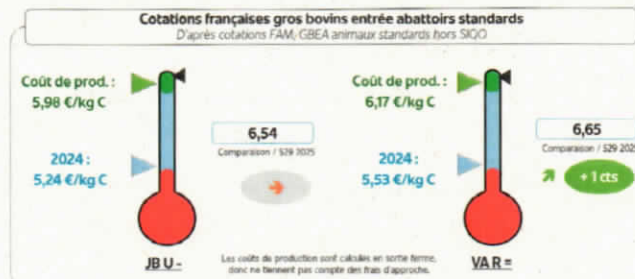 Cotations françaises gros bovins entrée abattoirs standards
D'après cotations FAM, GBEA animaux standards hors SIQO
Coût de prod. :
5,98 €/kg C
6,54
Comparaison / S29 2025
2024 :
5,24 €/kg C
JB U -
Coût de prod. :
6,17 €/kg C
6,65
Comparaison / S29 2025
2024 :
5,53 €/kg C
+ 1 cts
VA R =
Les coûts de production sont calculés en sortie ferme,
donc ne tiennent pas compte des frais d'approche.